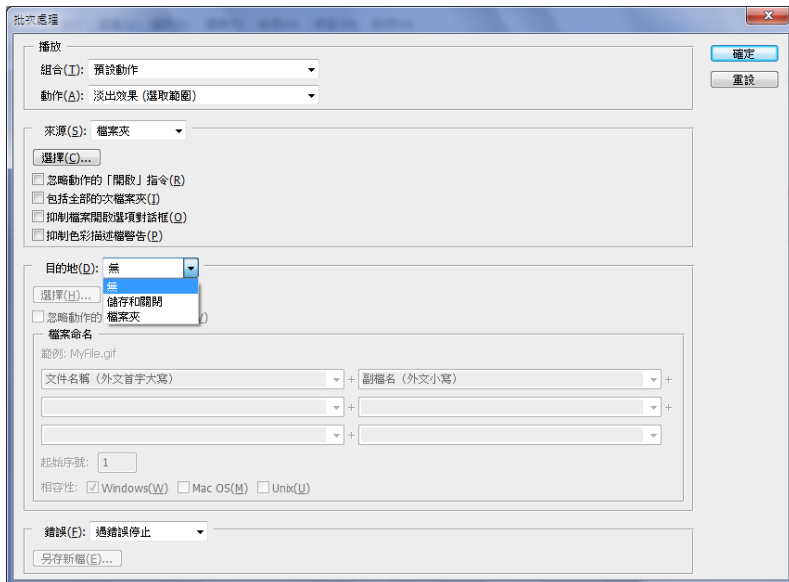 批次處理
播放
組合(T): 預設動作
動作(A): 淡出效果 (選取範圍)
確定
重設
來源(S): 檔案夾
選擇(C)...
忽略動作的「開啟」指令(R)
包括全部的次檔案夾(I)
抑制檔案開啟選項對話框(O)
抑制色彩描述檔警告(P)
目的地(D): 無
無
選擇(H)...
儲存和關閉
忽略動作的
檔案夾
檔案命名
範例: MyFile.gif
文件名稱 (外文首字大寫) + 副檔名 (外文小寫) +
+ +
+
起始序號: 1
相容性: Windows(W) Mac OS(M) Unix(U)
錯誤(F): 遇錯誤停止
另存新檔(E)...